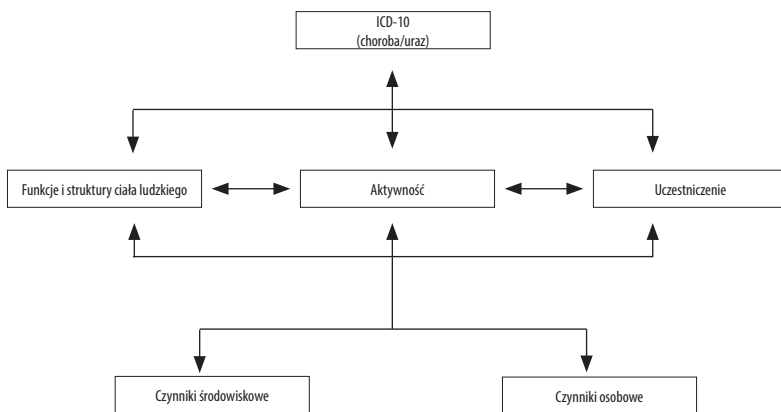 ICD-10
(choroba/uraz)
Funkcje i struktury ciała ludzkiego
Aktywność
Uczestniczenie
Czynniki środowiskowe
Czynniki osobowe